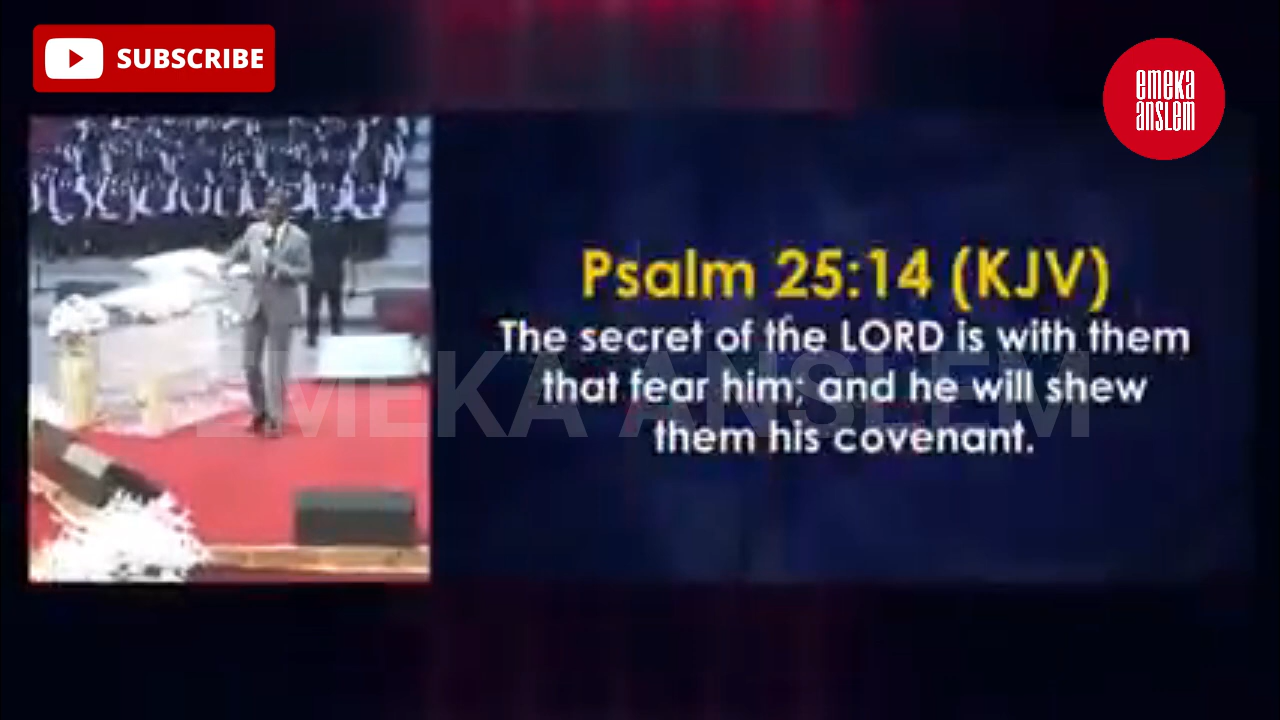 SUBSCRIBE
emeka
anslem
Psalm 25:14 (KJV)
The secret of the LORD is with them
that fear him; and he will shew
them his covenant.
EMEKA ANSLEM